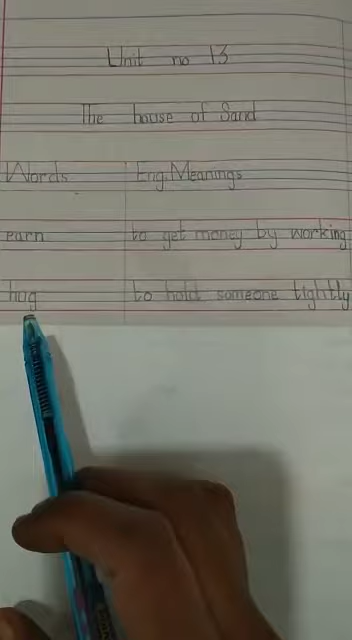 Unit no 13
The house of Sand
Words Eng.Meanings
earn to get money by working
hug to hold someone tightly